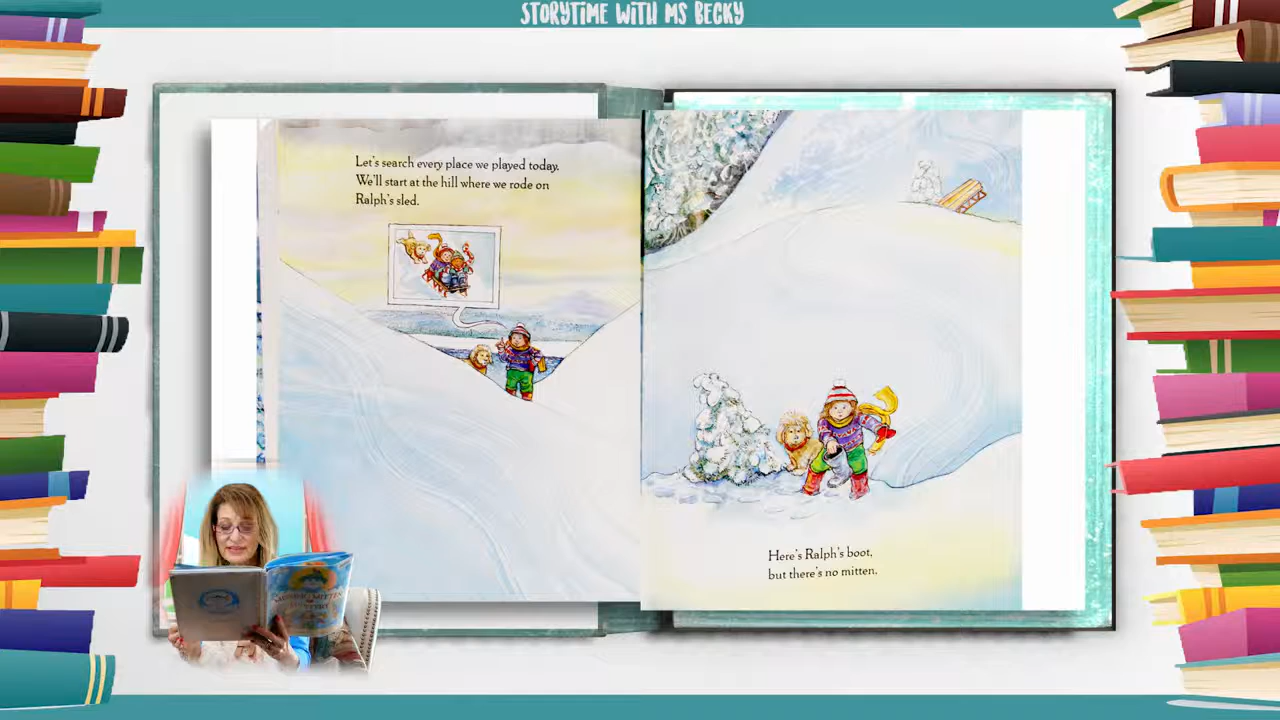 STORYTIME WITH MS BECKY
Let's search every place we played today.
We'll start at the hill where we rode on
Ralph's sled.
Here's Ralph's boot,
but there's no mitten.